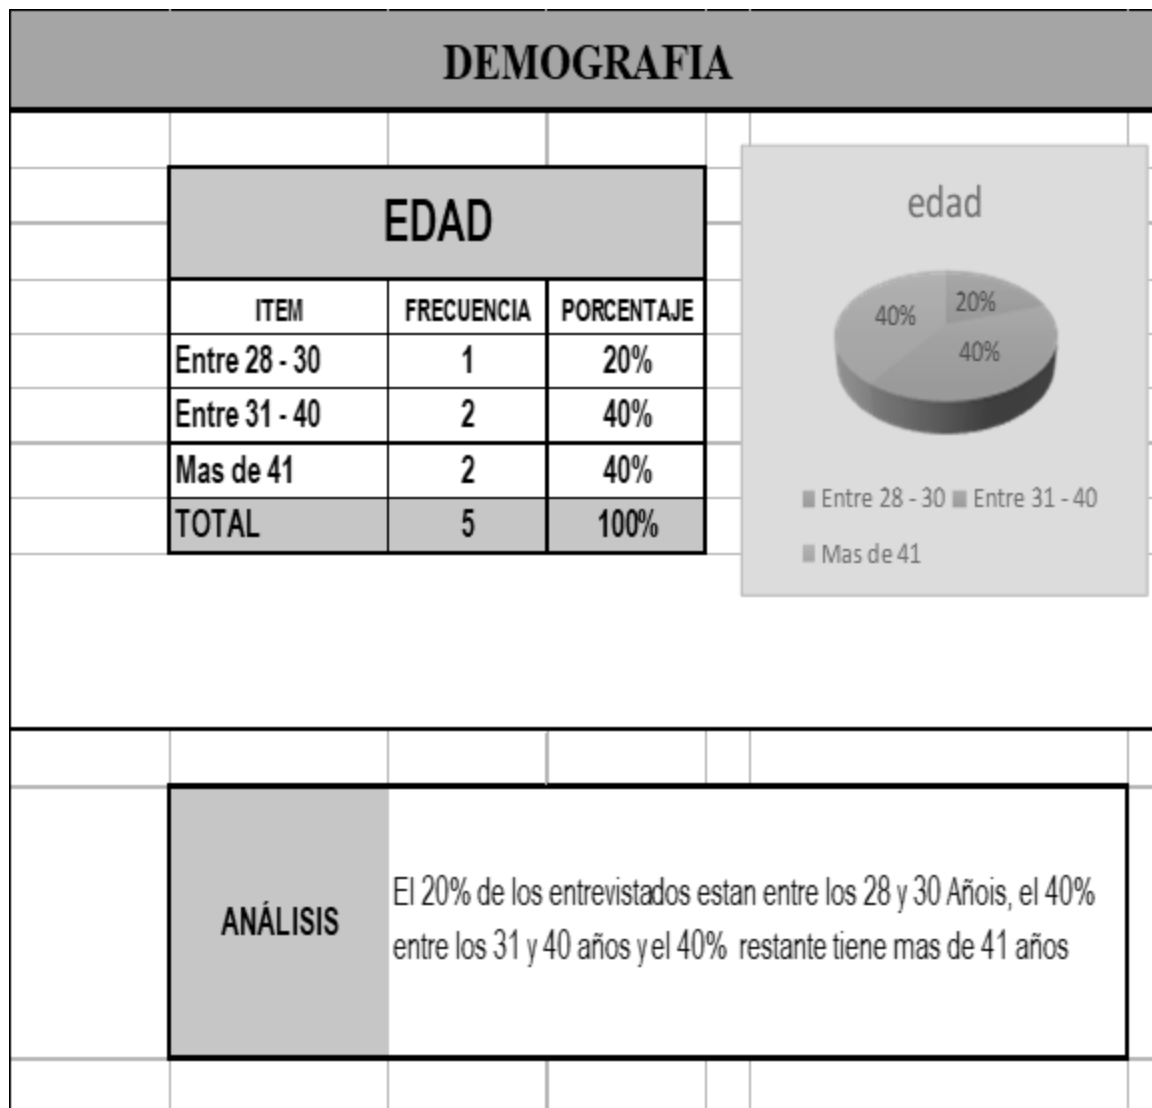 DEMOGRAFIA
EDAD
ITEM FRECUENCIA PORCENTAJE
Entre 28 - 30 1 20%
Entre 31 - 40 2 40%
Mas de 41 2 40%
TOTAL 5 100%
edad
40% 20%
40%
Entre 28 - 30 Entre 31 - 40
Mas de 41
ANÁLISIS
El 20% de los entrevistados estan entre los 28 y 30 Añois, el 40%
entre los 31 y 40 años y el 40% restante tiene mas de 41 años